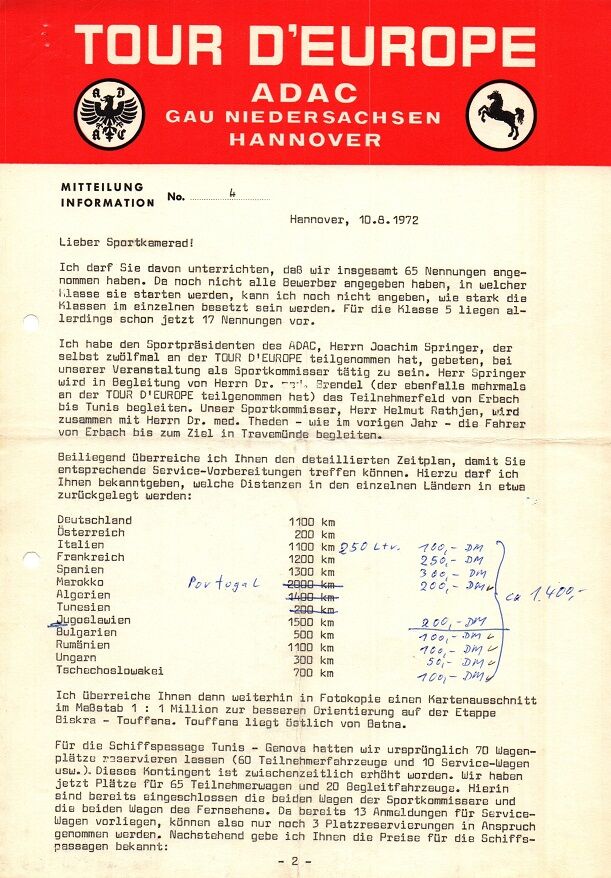 TOUR D'EUROPE
ADAC
GAU NIEDERSACHSEN
HANNOVER
A D
A C
MITTEILUNG
INFORMATION No. 4
Hannover, 10.8.1972
Lieber Sportkamerad!
Ich darf Sie davon unterrichten, daß wir insgesamt 65 Nennungen ange-
nommen haben. Da noch nicht alle Bewerber angegeben haben, in welcher
Klasse sie starten werden, kann ich noch nicht angeben, wie stark die
Klassen im einzelnen besetzt sein werden. Für die Klasse 5 liegen al-
lerdings schon jetzt 17 Nennungen vor.
Ich habe den Sportpräsidenten des ADAC, Herrn Joachim Springer, der
selbst zwölfmal an der TOUR D'EUROPE teilgenommen hat, gebeten, bei
unserer Veranstaltung als Sportkommisser tätig zu sein. Herr Springer
wird in Begleitung von Herrn Dr. med. Brendel (der ebenfalls mehrmals
an der TOUR D'EUROPE teilgenommen hat) das Teilnehmerfeld von Erbach
bis Tunis begleiten. Unser Sportkommisser, Herr Helmut Rathjen, wird
zusammen mit Herrn Dr. med. Theden - wie im vorigen Jahr - die Fahrer
von Erbach bis zum Ziel in Travemünde begleiten.
Beiliegend überreiche ich Ihnen den detaillierten Zeitplan, damit Sie
entsprechende Service-Vorbereitungen treffen können. Hierzu darf ich
Ihnen bekanntgeben, welche Distanzen in den einzelnen Ländern in etwa
zurückgelegt werden:
Deutschland 1100 km
Österreich 200 km
Italien 1100 km 250 Ltr. 100,- DM
Frankreich 1200 km 250,- DM
Spanien 1300 km 300,- DM
Marokko Portogal 2000 km 200,- DM
Algerien 1400 km ca 1.400,-
Tunesien 200 km
Jugoslawien 1500 km 200,- DM
Bulgarien 500 km 100,- DM
Rumänien 1100 km 100,- DM
Ungarn 300 km 50,- DM
Tschechoslowakei 700 km 100,- DM
Ich überreiche Ihnen dann weiterhin in Fotokopie einen Kartenausschnitt
im Maßstab 1 : 1 Million zur besseren Orientierung auf der Etappe
Biskra - Touffana. Touffana liegt östlich von Batna.
Für die Schiffspassage Tunis - Genova hatten wir ursprünglich 70 Wagen-
plätze reservieren lassen (60 Teilnehmerfahrzeuge und 10 Service-Wagen
usw.). Dieses Kontingent ist zwischenzeitlich erhöht worden. Wir haben
jetzt Plätze für 65 Teilnehmerwagen und 20 Begleitfahrzeuge. Hierin
sind bereits eingeschlossen die beiden Wagen der Sportkommissare und
die beiden Wagen des Fernsehens. Da bereits 13 Anmeldungen für Service-
Wagen vorliegen, können also nur noch 3 Platzreservierungen in Anspruch
genommen werden. Nachstehend gebe ich Ihnen die Preise für die Schiffs-
passagen bekannt:
- 2 -